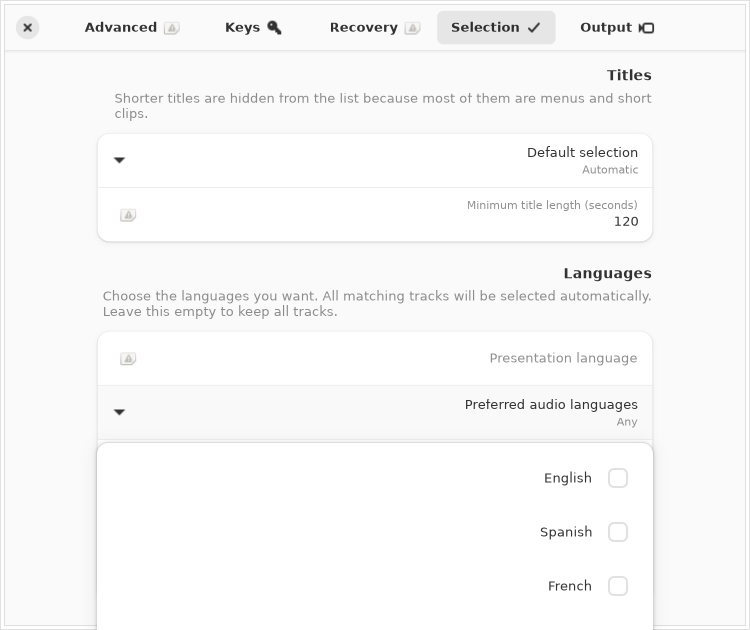 Advanced
Keys
Recovery
Selection
Output
Titles
Shorter titles are hidden from the list because most of them are menus and short
clips.
Default selection
Automatic
Minimum title length (seconds)
120
Languages
Choose the languages you want. All matching tracks will be selected automatically.
Leave this empty to keep all tracks.
Presentation language
Preferred audio languages
Any
English
Spanish
French